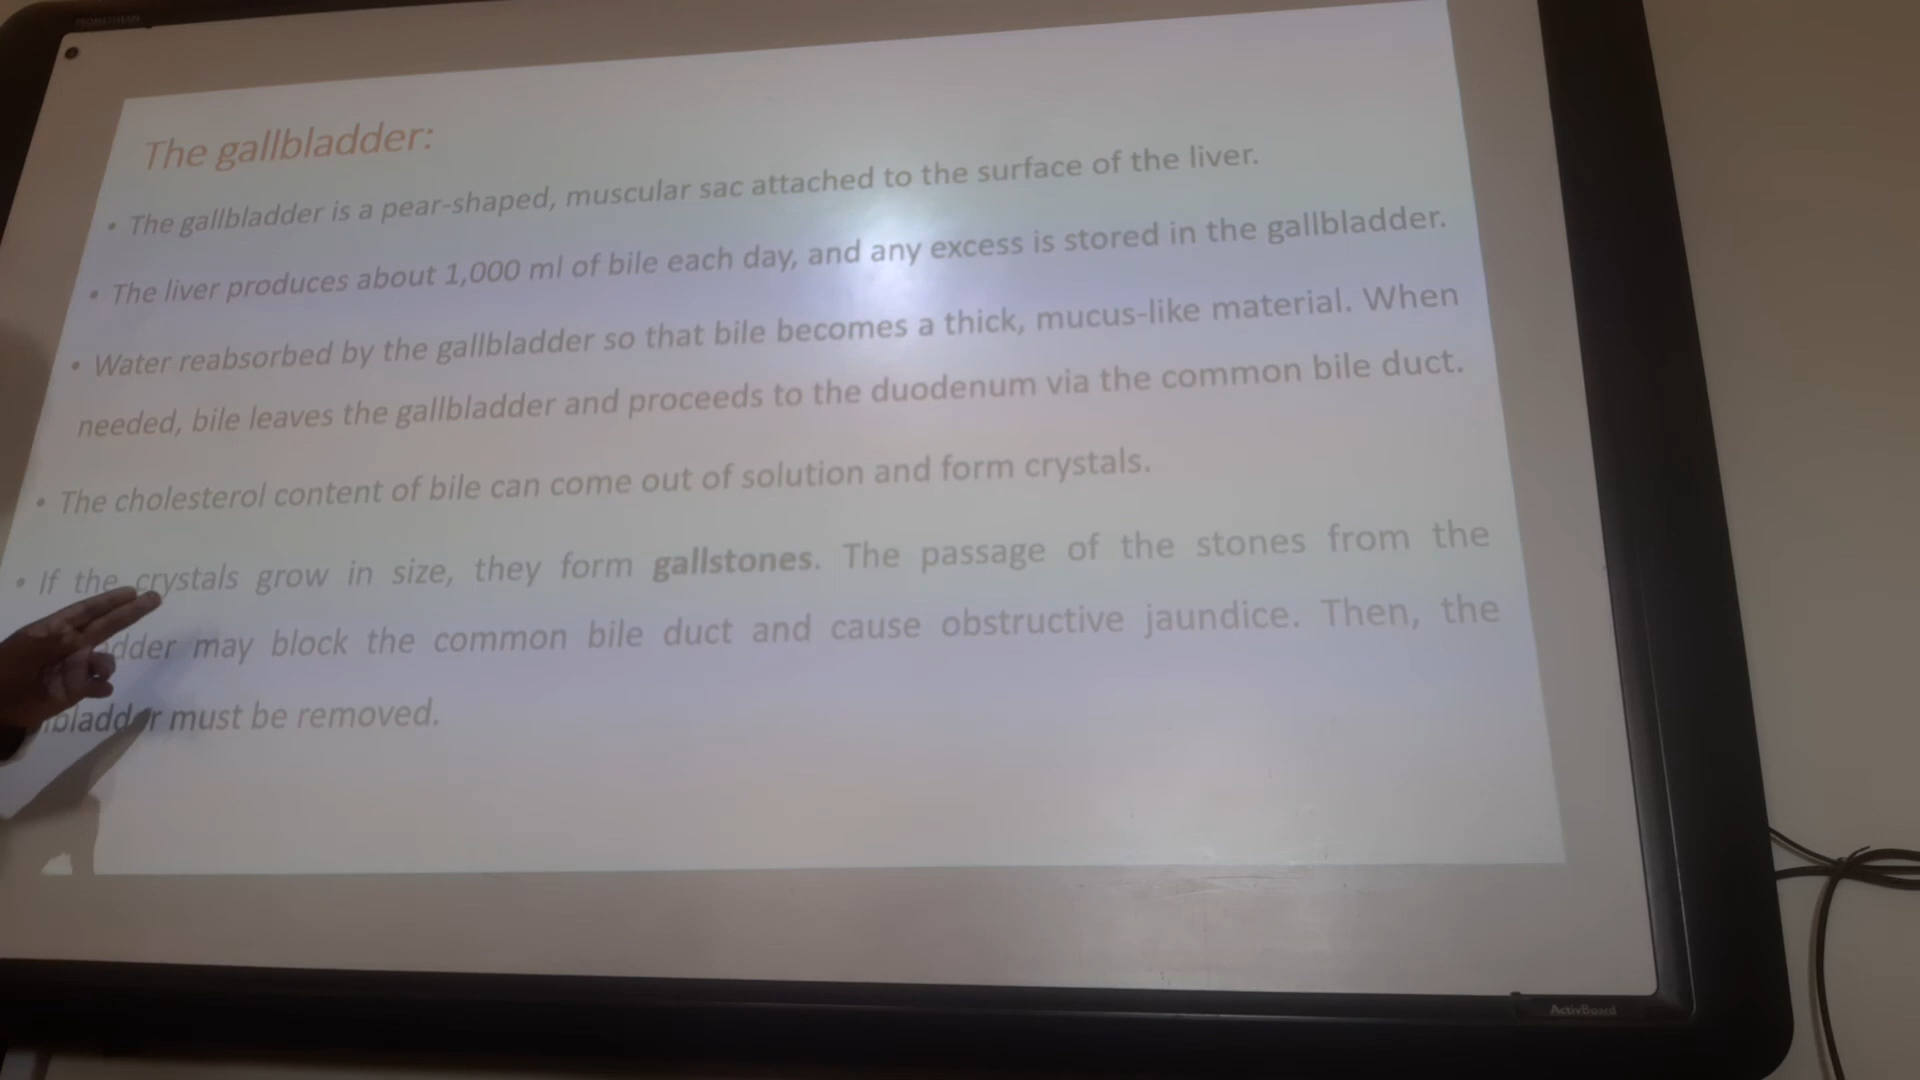 PROMETHEAN
The gallbladder:
• The gallbladder is a pear-shaped, muscular sac attached to the surface of the liver.
• The liver produces about 1,000 ml of bile each day, and any excess is stored in the gallbladder.
• Water reabsorbed by the gallbladder so that bile becomes a thick, mucus-like material. When
needed, bile leaves the gallbladder and proceeds to the duodenum via the common bile duct.
• The cholesterol content of bile can come out of solution and form crystals.
• If the crystals grow in size, they form gallstones. The passage of the stones from the
may block the common bile duct and cause obstructive jaundice. Then, the
must be removed.
ActivBoard